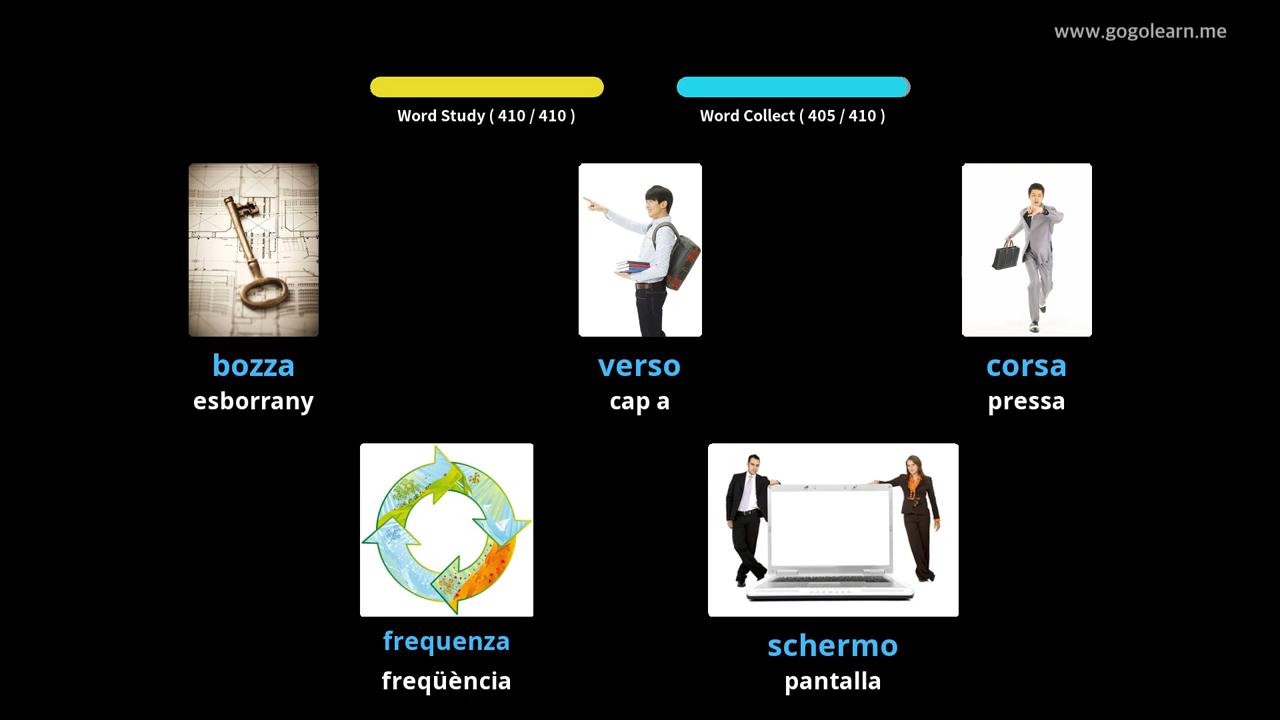 www.gogolearn.me
Word Study ( 410 / 410 )
Word Collect ( 405 / 410 )
bozza
esborrany
verso
cap a
corsa
pressa
frequenza
freqüència
schermo
pantalla